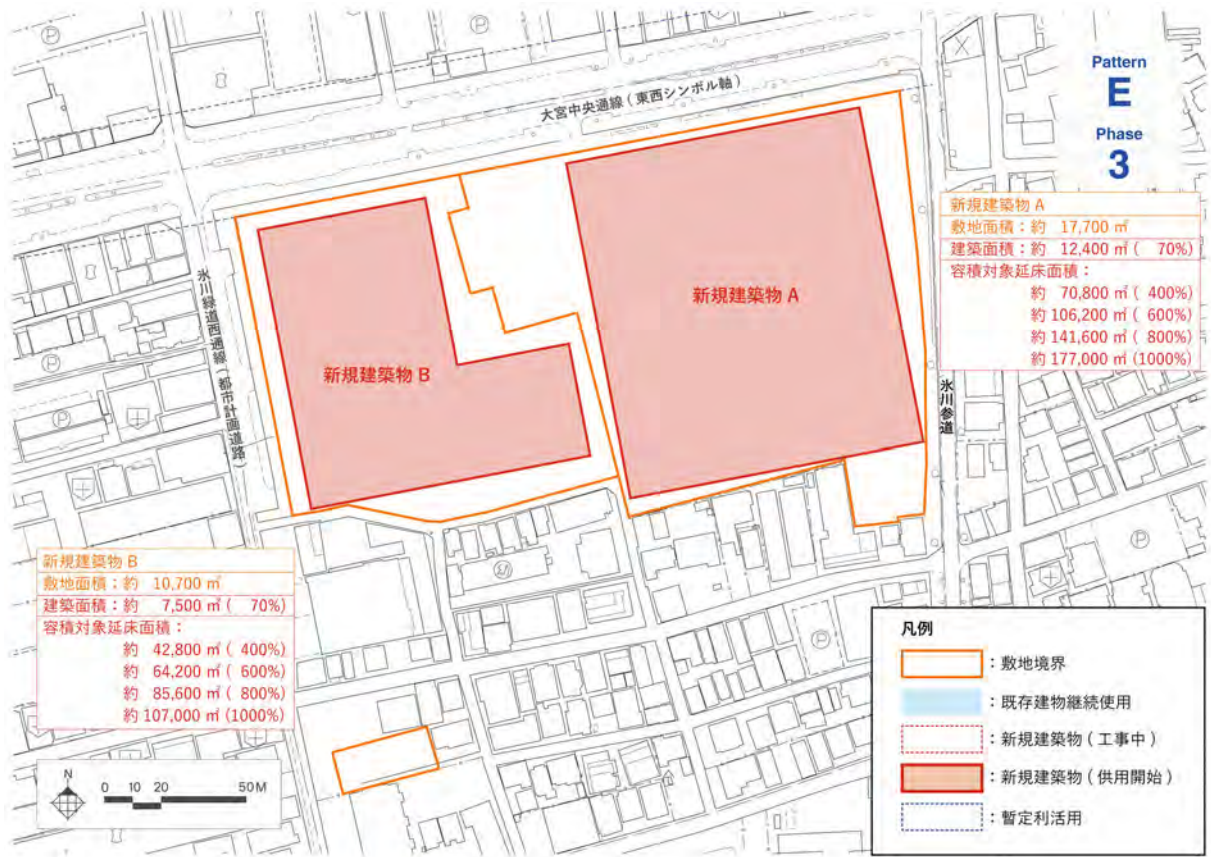 Pattern
E
Phase
3
大宮中央通線(東西シンボル軸)
新規建築物 A
敷地面積:約 17,700 ㎡
建築面積:約 12,400 ㎡( 70%)
容積対象延床面積:
約 70,800 ㎡( 400%)
約 106,200 ㎡( 600%)
約 141,600 ㎡( 800%)
約 177,000 ㎡(1000%)
新規建築物 A
新規建築物 B
氷川緑道西通線(都市計画道路)
氷川参道
新規建築物 B
敷地面積:約 10,700 ㎡
建築面積:約 7,500 ㎡( 70%)
容積対象延床面積:
約 42,800 ㎡( 400%)
約 64,200 ㎡( 600%)
約 85,600 ㎡( 800%)
約 107,000 ㎡(1000%)
P
P
P
P
P
P
N
0 10 20 50M
凡例
:敷地境界
:既存建物継続使用
:新規建築物(工事中)
:新規建築物(供用開始)
:暫定利活用